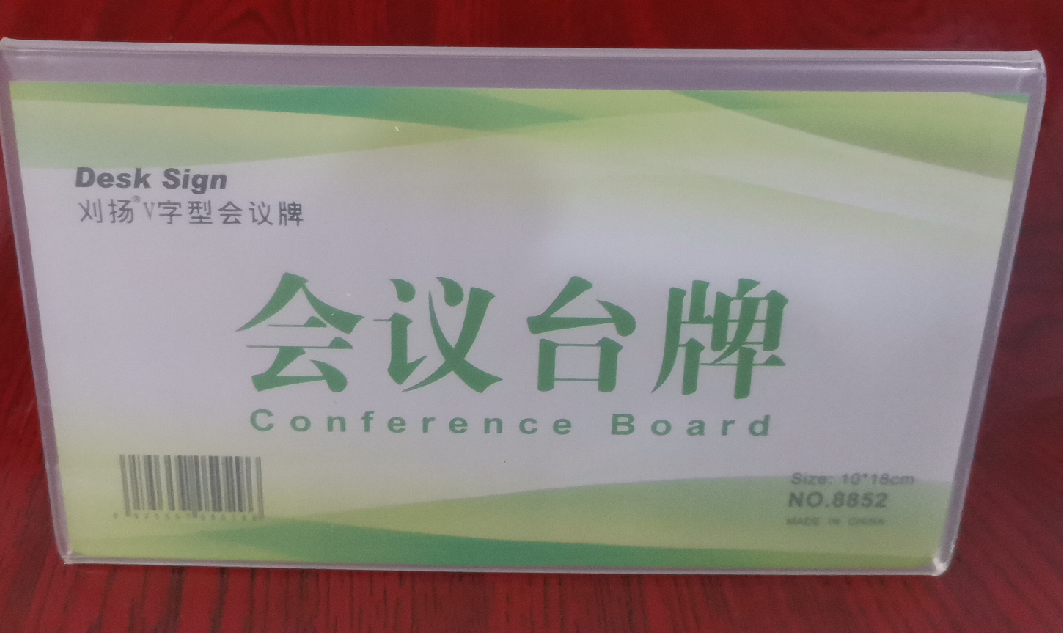 Desk Sign
刈扬®V字型会议牌
会议台牌
Conference Board
Size: 10*18cm
NO.8852
MADE IN CHINA